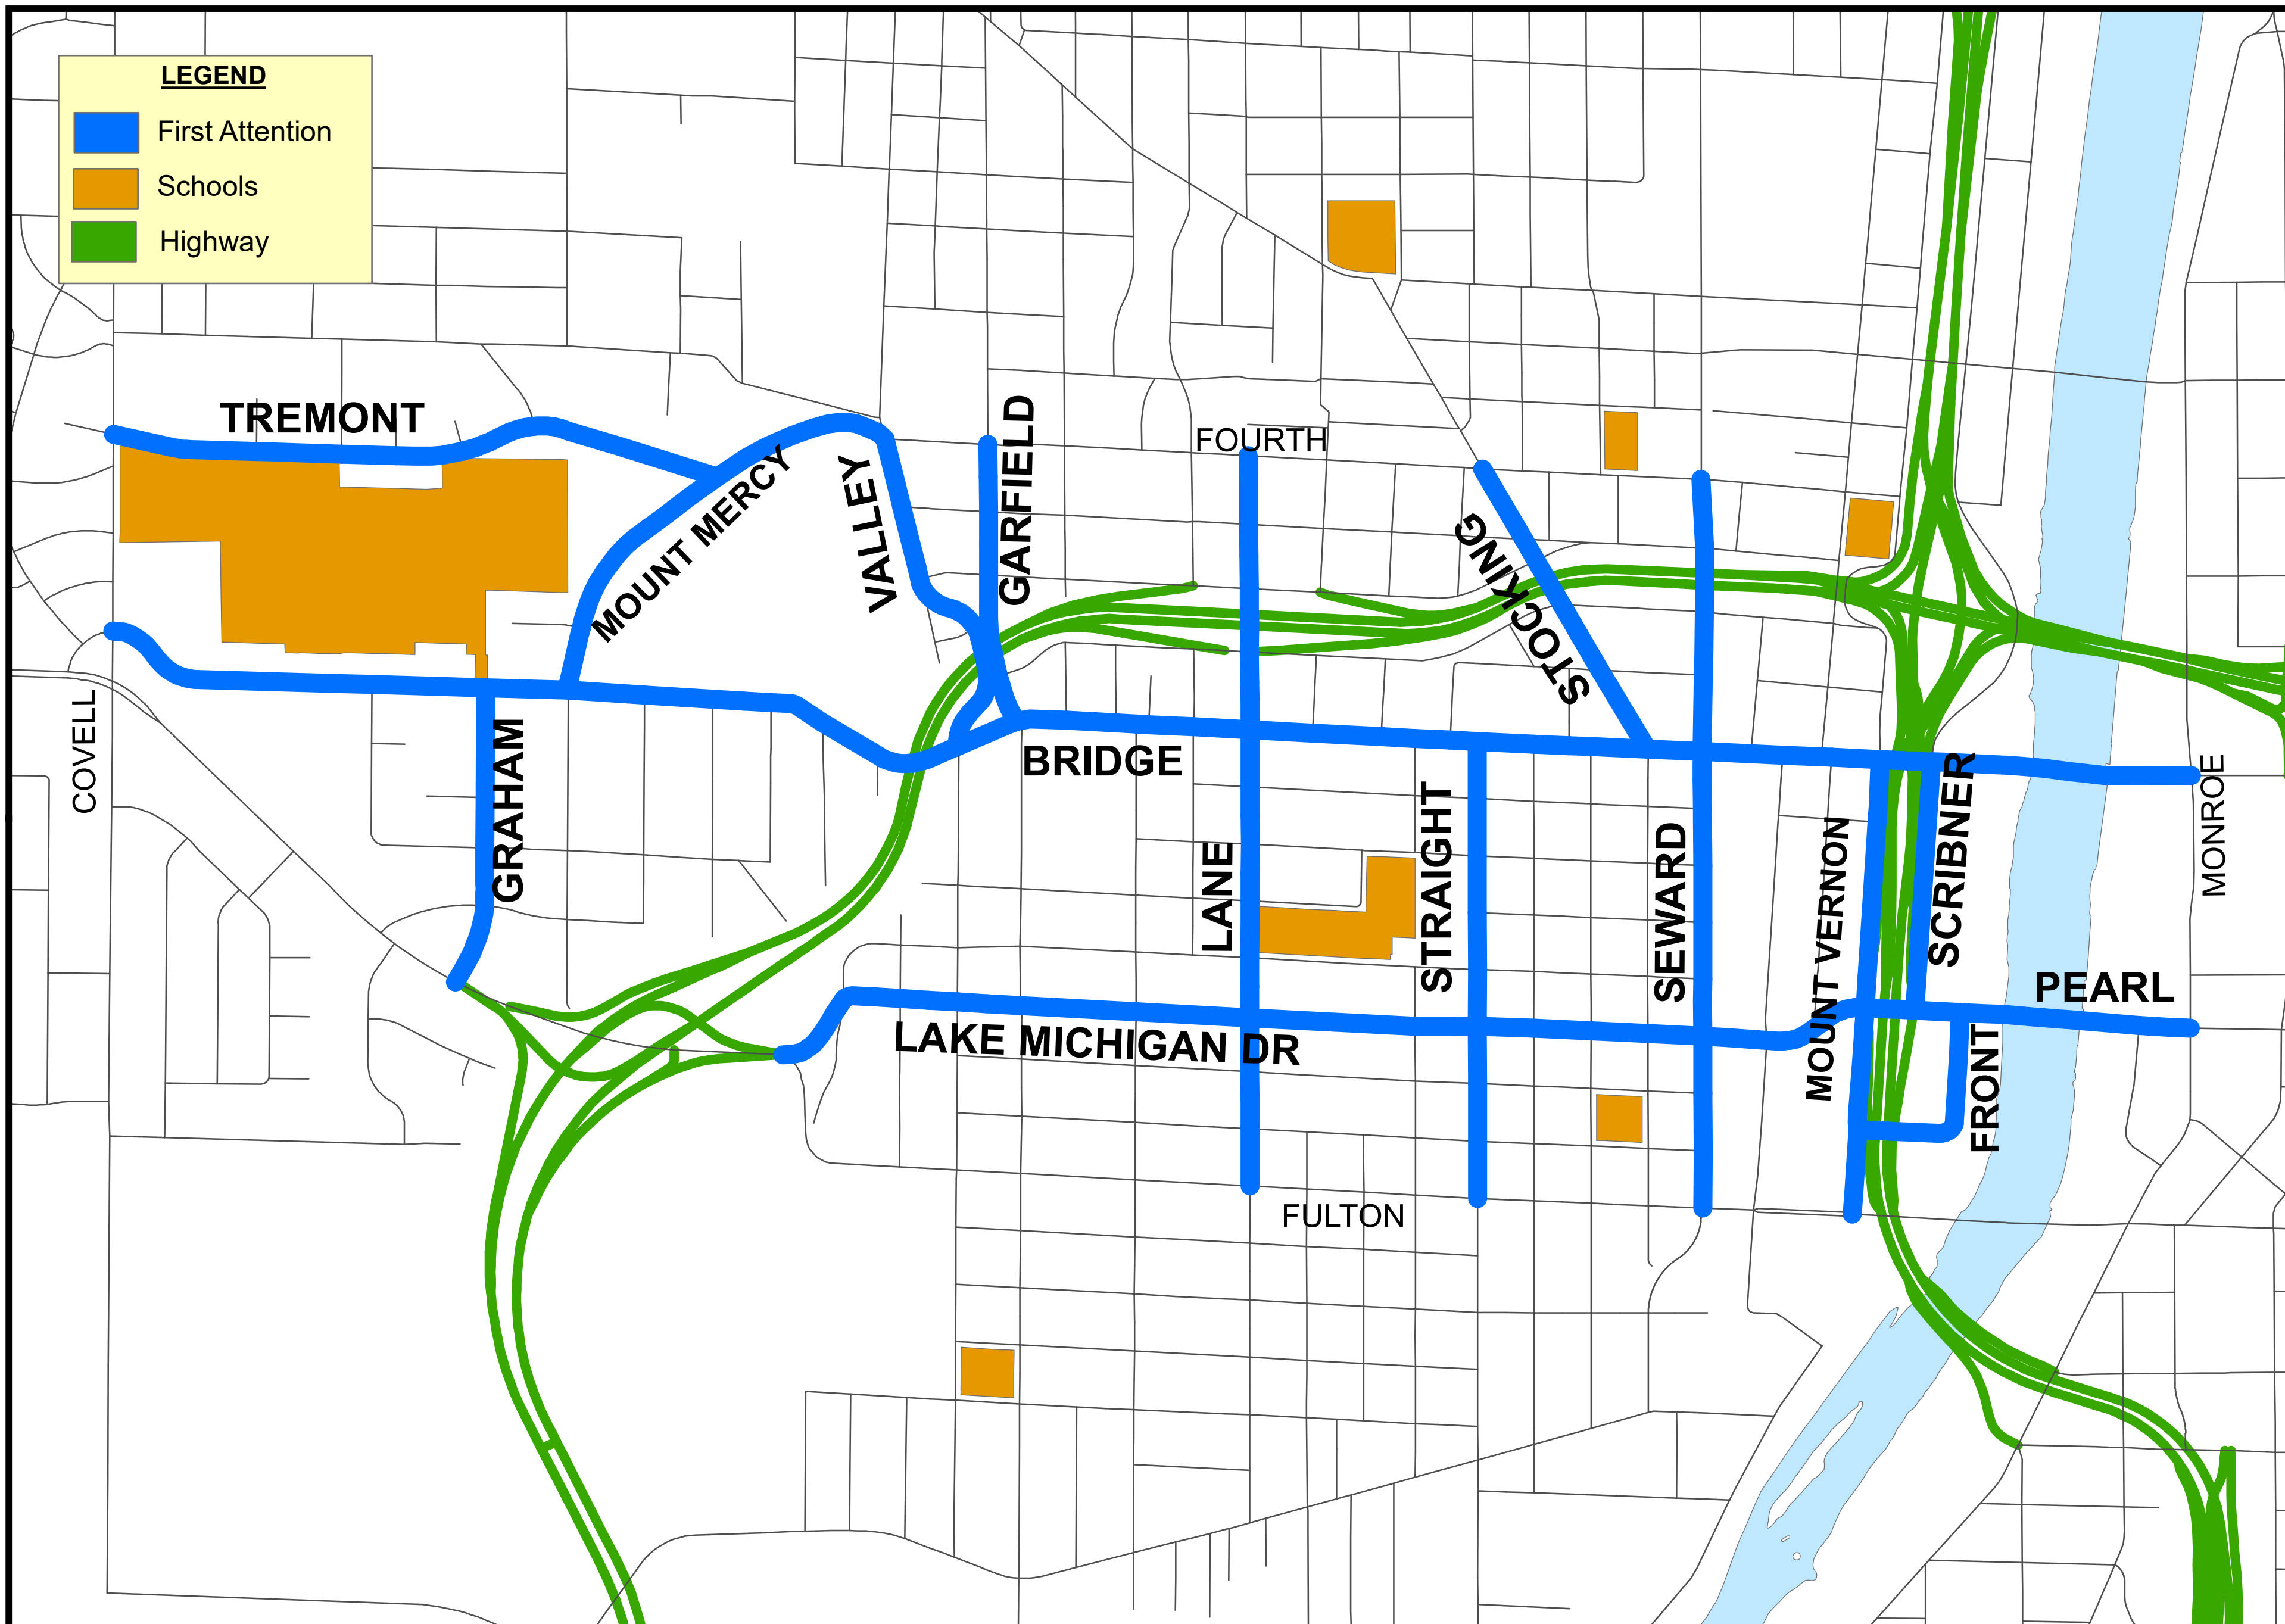 LEGEND
First Attention
Schools
Highway
TREMONT
MOUNT MERCY
VALLEY
GARFIELD
FOURTH
STOCKING
COVELL
GRAHAM
BRIDGE
LANE
STRAIGHT
SEWARD
MOUNT VERNON
SCRIBNER
MONROE
PEARL
LAKE MICHIGAN DR
FRONT
FULTON